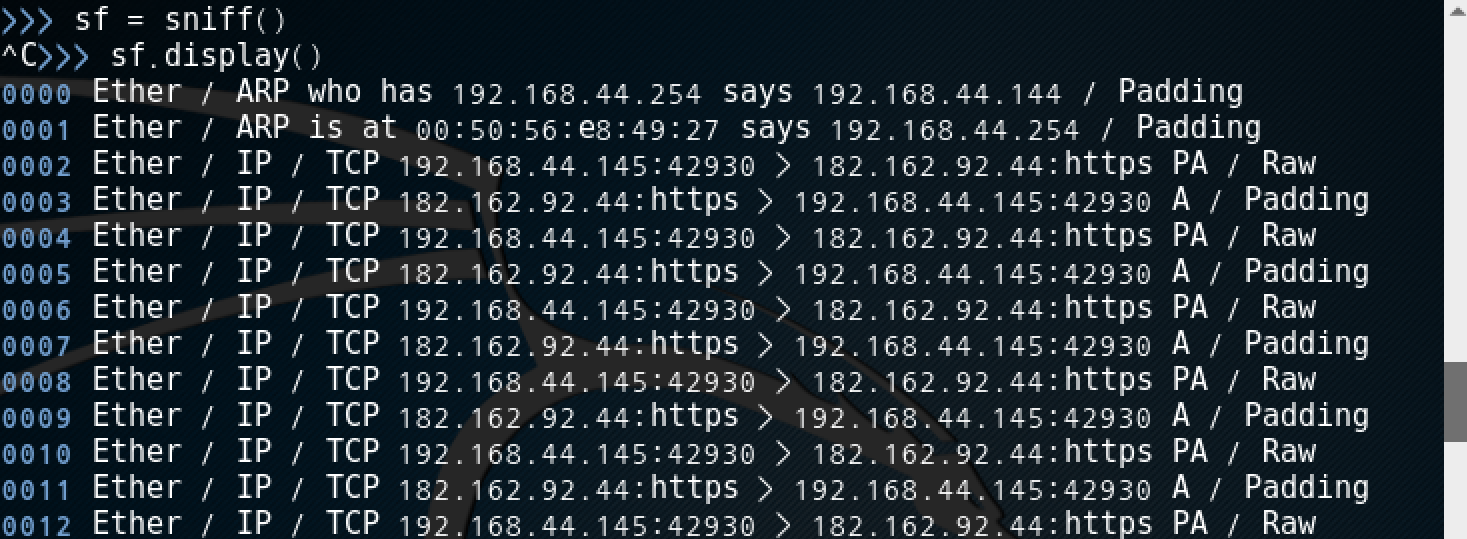 >>> sf = sniff()
^C>>> sf.display()
0000 Ether / ARP who has 192.168.44.254 says 192.168.44.144 / Padding
0001 Ether / ARP is at 00:50:56:e8:49:27 says 192.168.44.254 / Padding
0002 Ether / IP / TCP 192.168.44.145:42930 > 182.162.92.44:https PA / Raw
0003 Ether / IP / TCP 182.162.92.44:https > 192.168.44.145:42930 A / Padding
0004 Ether / IP / TCP 192.168.44.145:42930 > 182.162.92.44:https PA / Raw
0005 Ether / IP / TCP 182.162.92.44:https > 192.168.44.145:42930 A / Padding
0006 Ether / IP / TCP 192.168.44.145:42930 > 182.162.92.44:https PA / Raw
0007 Ether / IP / TCP 182.162.92.44:https > 192.168.44.145:42930 A / Padding
0008 Ether / IP / TCP 192.168.44.145:42930 > 182.162.92.44:https PA / Raw
0009 Ether / IP / TCP 182.162.92.44:https > 192.168.44.145:42930 A / Padding
0010 Ether / IP / TCP 192.168.44.145:42930 > 182.162.92.44:https PA / Raw
0011 Ether / IP / TCP 182.162.92.44:https > 192.168.44.145:42930 A / Padding
0012 Ether / IP / TCP 192.168.44.145:42930 > 182.162.92.44:https PA / Raw